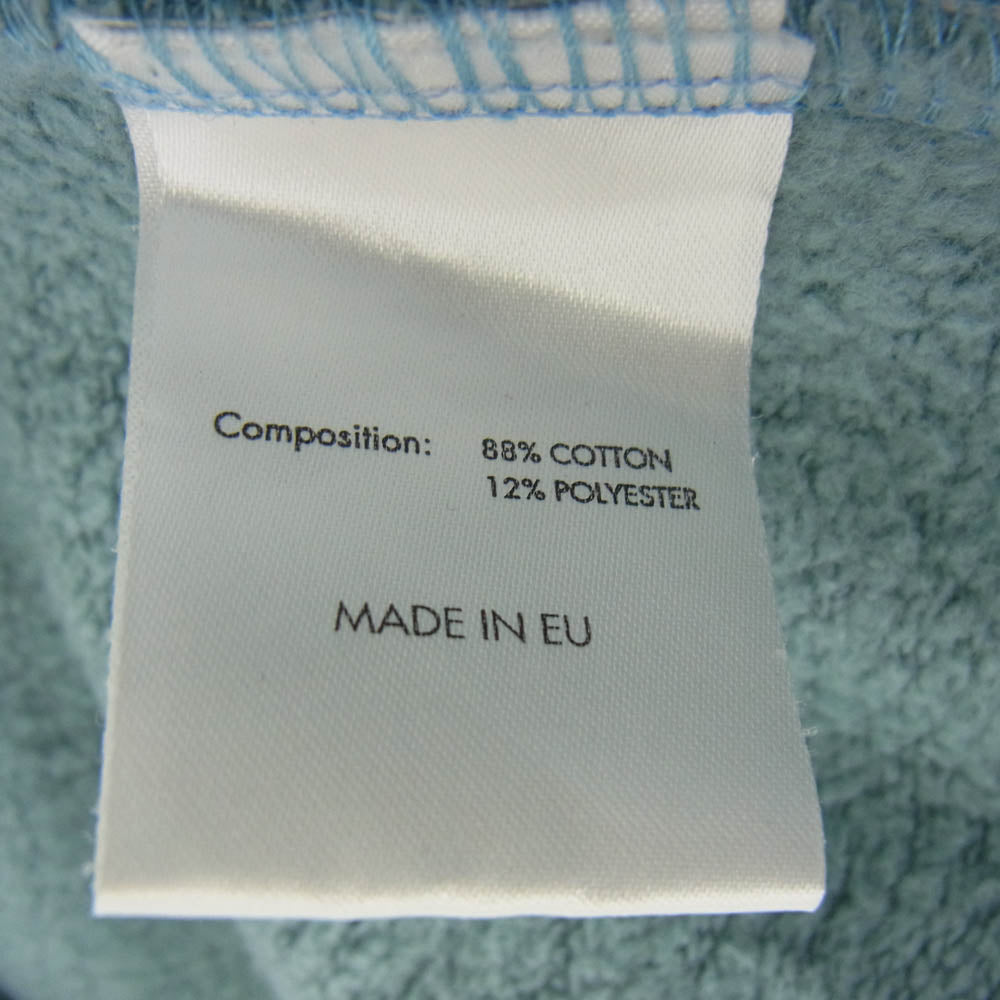 Composition: 88% COTTON
12% POLYESTER
MADE IN EU